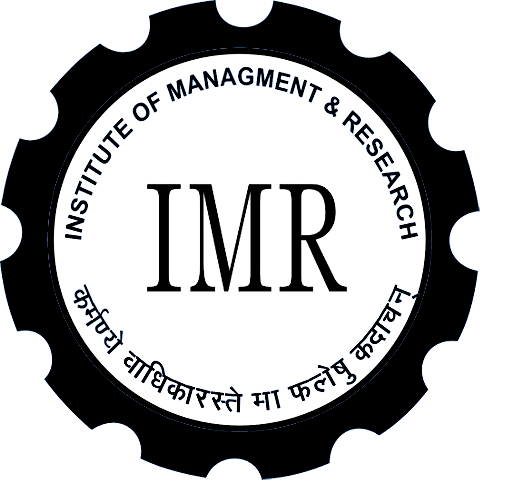 INSTITUTE OF MANAGMENT & RESEARCH
IMR
कर्मण्ये वाधिकारस्ते मा फलेषु कदाचन्